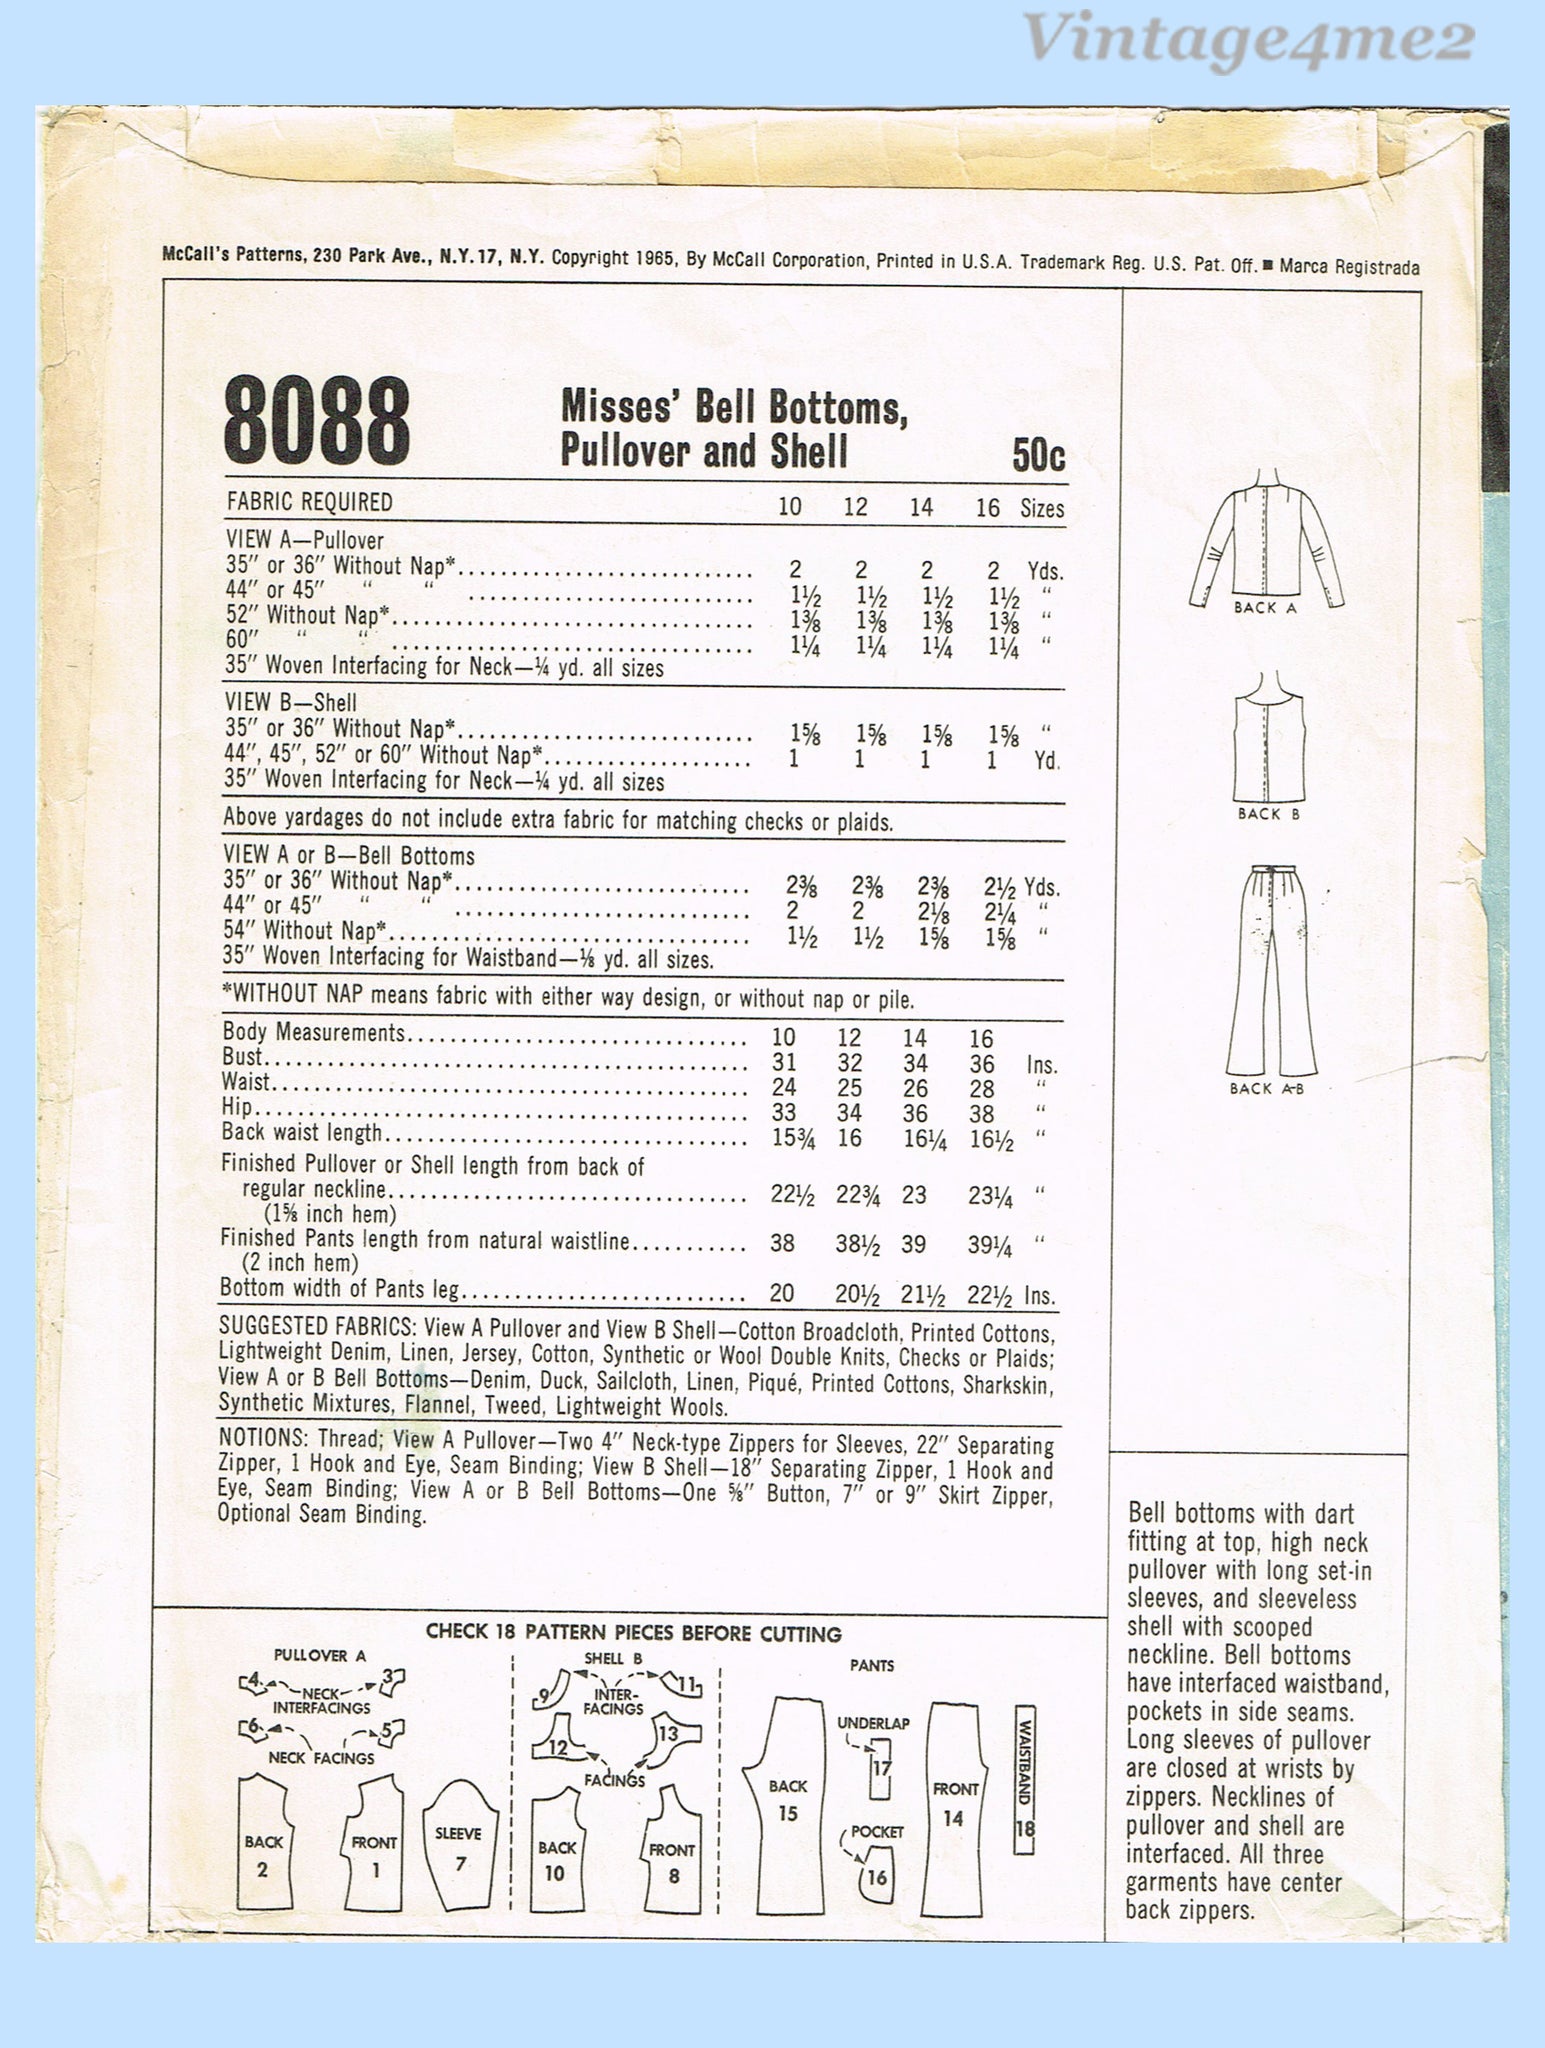 Vintage4me2
McCall's Patterns, 230 Park Ave., N.Y. 17, N.Y. Copyright 1965, By McCall Corporation, Printed in U.S.A. Trademark Reg. U.S. Pat. Off. ■ Marca Registrada
8088
Misses' Bell Bottoms,
Pullover and Shell 50c
FABRIC REQUIRED 10 12 14 16 Sizes
VIEW A—Pullover
35" or 36" Without Nap*.......... 2 2 2 2 Yds.
44" or 45" " " .......... 1½ 1½ 1½ 1½ "
52" Without Nap*.......... 1⅜ 1⅜ 1⅜ 1⅜ "
60" " " .......... 1¼ 1¼ 1¼ 1¼ "
35" Woven Interfacing for Neck—¼ yd. all sizes
VIEW B—Shell
35" or 36" Without Nap*.......... 1⅝ 1⅝ 1⅝ 1⅝ "
44", 45", 52" or 60" Without Nap*.......... 1 1 1 1 Yd.
35" Woven Interfacing for Neck—¼ yd. all sizes
Above yardages do not include extra fabric for matching checks or plaids.
VIEW A or B—Bell Bottoms
35" or 36" Without Nap*.......... 2⅜ 2⅜ 2⅜ 2½ Yds.
44" or 45" " " .......... 2 2 2⅛ 2¼ "
54" Without Nap*.......... 1½ 1½ 1⅝ 1⅝ "
35" Woven Interfacing for Waistband—⅛ yd. all sizes.
*WITHOUT NAP means fabric with either way design, or without nap or pile.
Body Measurements.......... 10 12 14 16
Bust.......... 31 32 34 36 Ins.
Waist.......... 24 25 26 28 "
Hip.......... 33 34 36 38 "
Back waist length.......... 15¾ 16 16¼ 16½ "
Finished Pullover or Shell length from back of
regular neckline.......... 22½ 22¾ 23 23¼ "
(1⅝ inch hem)
Finished Pants length from natural waistline.......... 38 38½ 39 39¼ "
(2 inch hem)
Bottom width of Pants leg.......... 20 20½ 21½ 22½ Ins.
SUGGESTED FABRICS: View A Pullover and View B Shell—Cotton Broadcloth, Printed Cottons,
Lightweight Denim, Linen, Jersey, Cotton, Synthetic or Wool Double Knits, Checks or Plaids;
View A or B Bell Bottoms—Denim, Duck, Sailcloth, Linen, Piqué, Printed Cottons, Sharkskin,
Synthetic Mixtures, Flannel, Tweed, Lightweight Wools.
NOTIONS: Thread; View A Pullover—Two 4" Neck-type Zippers for Sleeves, 22" Separating
Zipper, 1 Hook and Eye, Seam Binding; View B Shell—18" Separating Zipper, 1 Hook and
Eye, Seam Binding; View A or B Bell Bottoms—One ⅝" Button, 7" or 9" Skirt Zipper,
Optional Seam Binding.
BACK A
BACK B
BACK A-B
Bell bottoms with dart
fitting at top, high neck
pullover with long set-in
sleeves, and sleeveless
shell with scooped
neckline. Bell bottoms
have interfaced waistband,
pockets in side seams.
Long sleeves of pullover
are closed at wrists by
zippers. Necklines of
pullover and shell are
interfaced. All three
garments have center
back zippers.
CHECK 18 PATTERN PIECES BEFORE CUTTING
PULLOVER A
4 3
NECK
INTERFACINGS
6 5
NECK FACINGS
BACK
2
FRONT
1
SLEEVE
7
SHELL B
9 11
INTER-
FACINGS
12 13
FACINGS
BACK
10
FRONT
8
PANTS
BACK
15
UNDERLAP
17
POCKET
16
FRONT
14
WAISTBAND
18